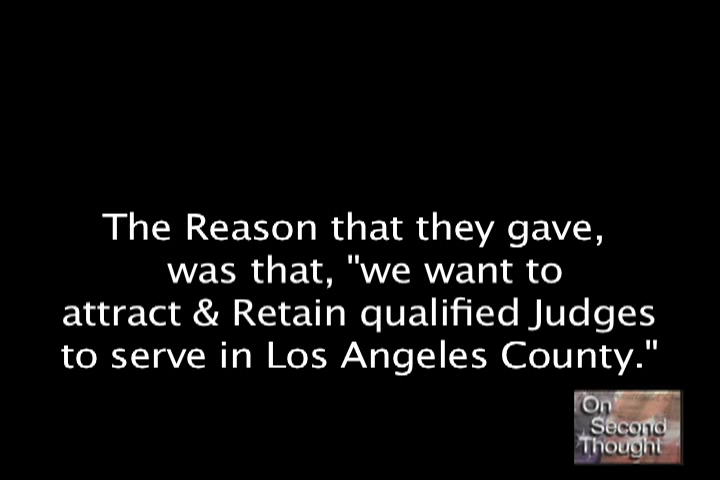 The Reason that they gave,
was that, "we want to
attract & Retain qualified Judges
to serve in Los Angeles County."
On
Second
Thought